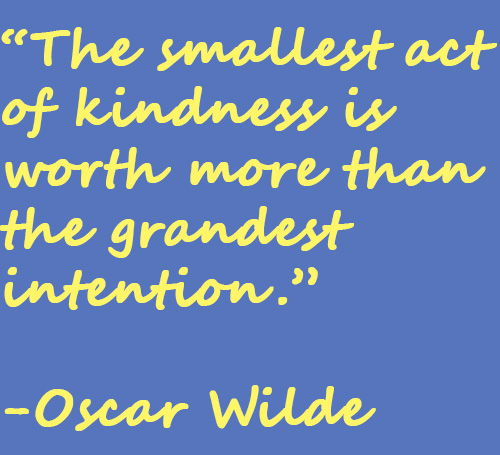 “The smallest act
of kindness is
worth more than
the grandest
intention.”
-Oscar Wilde